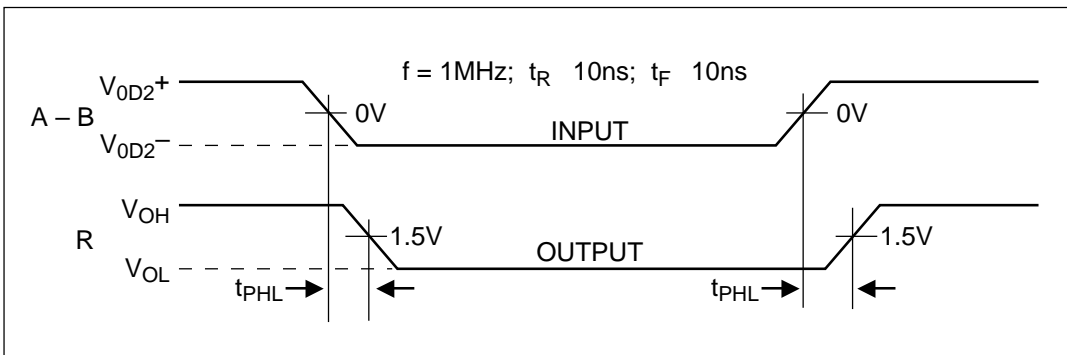 f = 1MHz; tR 10ns; tF 10ns
V0D2+
A – B
0V
0V
INPUT
V0D2–
VOH
R
1.5V
1.5V
OUTPUT
VOL
tPHL
tPHL